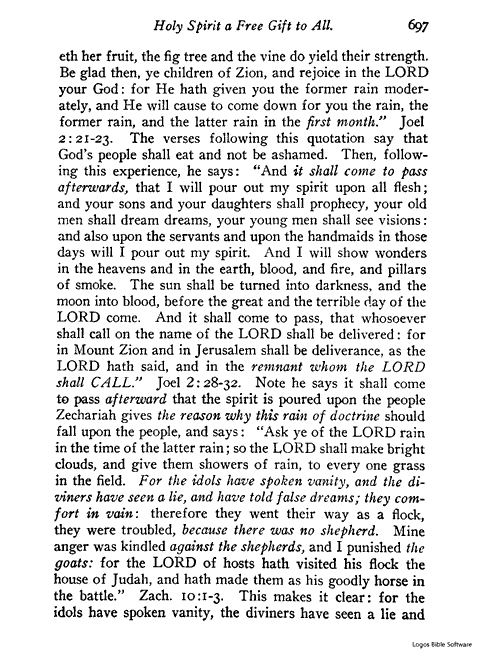 Holy Spirit a Free Gift to All. 697
eth her fruit, the fig tree and the vine do yield their strength.
Be glad then, ye children of Zion, and rejoice in the LORD
your God: for He hath given you the former rain moder-
ately, and He will cause to come down for you the rain, the
former rain, and the latter rain in the first month." Joel
2:21-23. The verses following this quotation say that
God's people shall eat and not be ashamed. Then, follow-
ing this experience, he says: "And it shall come to pass
afterwards, that I will pour out my spirit upon all flesh;
and your sons and your daughters shall prophecy, your old
men shall dream dreams, your young men shall see visions:
and also upon the servants and upon the handmaids in those
days will I pour out my spirit. And I will show wonders
in the heavens and in the earth, blood, and fire, and pillars
of smoke. The sun shall be turned into darkness, and the
moon into blood, before the great and the terrible day of the
LORD come. And it shall come to pass, that whosoever
shall call on the name of the LORD shall be delivered: for
in Mount Zion and in Jerusalem shall be deliverance, as the
LORD hath said, and in the remnant whom the LORD
shall CALL." Joel 2:28-32. Note he says it shall come
to pass afterward that the spirit is poured upon the people
Zechariah gives the reason why this rain of doctrine should
fall upon the people, and says: "Ask ye of the LORD rain
in the time of the latter rain; so the LORD shall make bright
clouds, and give them showers of rain, to every one grass
in the field. For the idols have spoken vanity, and the di-
viners have seen a lie, and have told false dreams; they com-
fort in vain: therefore they went their way as a flock,
they were troubled, because there was no shepherd. Mine
anger was kindled against the shepherds, and I punished the
goats: for the LORD of hosts hath visited his flock the
house of Judah, and hath made them as his goodly horse in
the battle." Zach. 10:1-3. This makes it clear: for the
idols have spoken vanity, the diviners have seen a lie and
Logos Bible Software